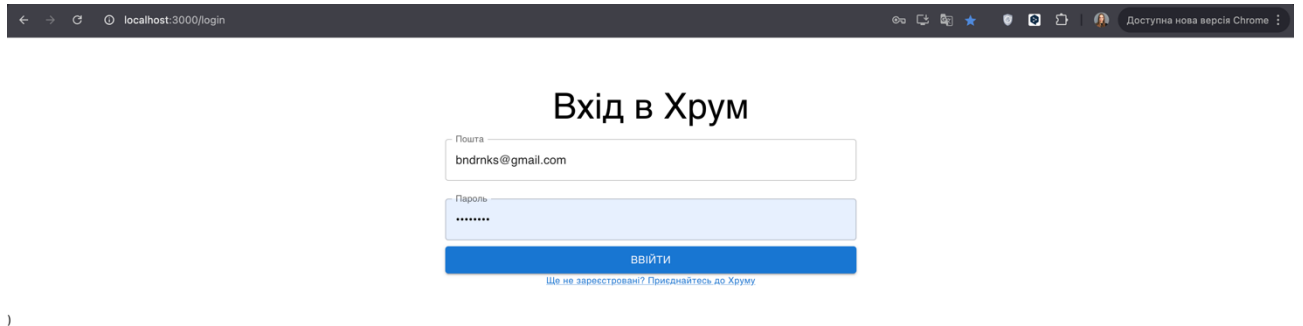 localhost:3000/login
Доступна нова версія Chrome
Вхід в Хрум
Пошта
bndrnks@gmail.com
Пароль
••••••••
ВВІЙТИ
Ще не зареєстровані? Приєднайтесь до Хруму
)